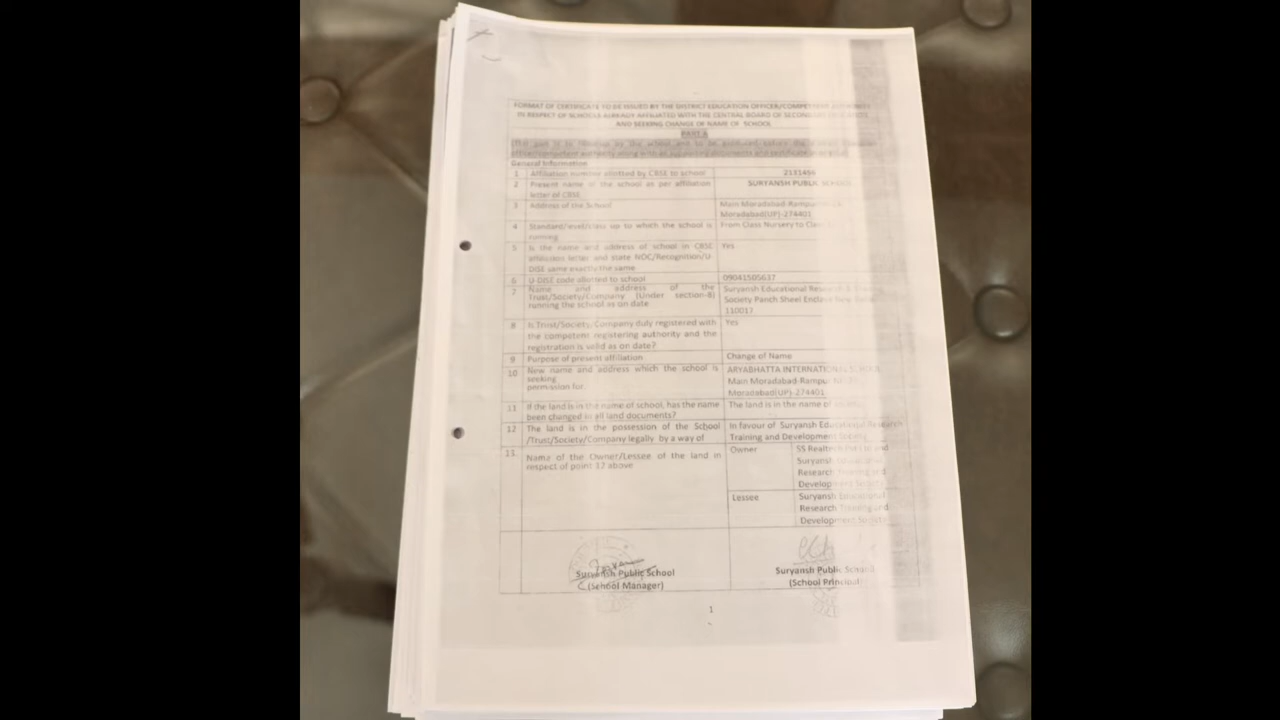 FORMAT OF CERTIFICATE TO BE ISSUED BY THE DISTRICT EDUCATION OFFICER/COMPETENT AUTHORITY
IN RESPECT OF SCHOOLS ALREADY AFFILIATED WITH THE CENTRAL BOARD OF SECONDARY
AND SEEKING CHANGE OF NAME OF SCHOOL
PART A
General Information
1 Affiliation number allotted by CBSE to school 2131456
2 Present name of the school as per affiliation SURYANSH PUBLIC SCHOOL
letter of CBSE
3 Address of the School Main Moradabad-Rampur
Moradabad(UP)-274401
4 Standard/level/class up to which the school is From Class Nursery to
running
5 Is the name and address of school in CBSE Yes
affiliation letter and state NOC/Recognition/U
DISE same exactly the same
6 U-DISE code allotted to school 09041505637
7 Name and address of the Suryansh Educational
Trust/Society/Company (Under section-8) Society Panch Sheel Enclave
running the school as on date 110017
8 Is Trust/Society, Company duly registered with Yes
the competent registering authority and the
registration is valid as on date?
9 Purpose of present affiliation Change of Name
10 New name and address which the school is ARYABHATTA INTERNATIONAL SCHOOL
seeking Main Moradabad-Rampur
permission for. Moradabad(UP)-274401
11 If the land is in the name of school, has the name The land is in the name of
been changed in all land documents?
12 The land is in the possession of the School In favour of Suryansh Educational Research
/Trust/Society/Company legally by a way of Training and Development Society
11. Name of the Owner/Lessee of the land in Owner SS Realtech and
respect of point 12 above Suryansh Educational
Research Training and
Development Society
Lessee Suryansh Educational
Research Training and
Development Society
Suryansh Public School Suryansh Public School
(School Manager) (School Principal
1